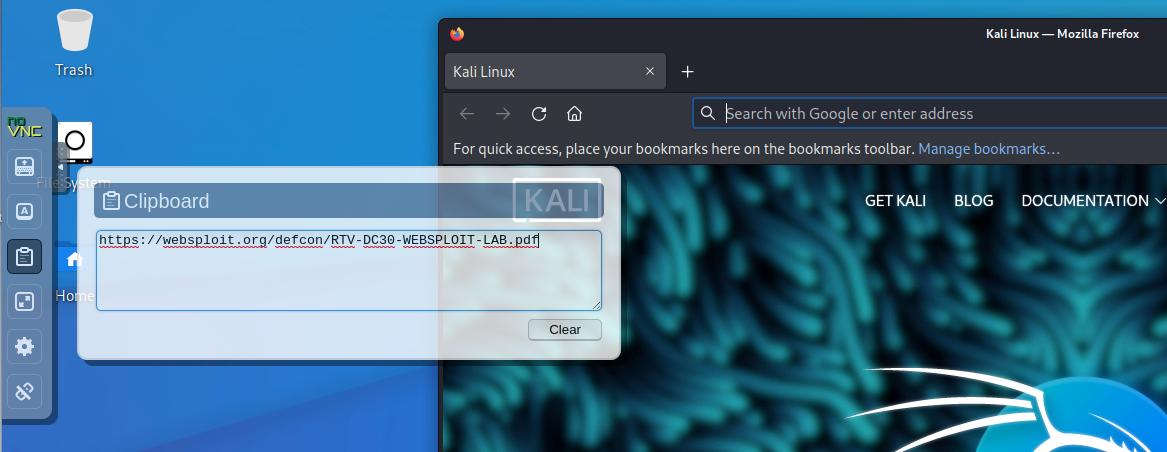 Trash
File System
Home
no
VNC
Clipboard
https://websploit.org/defcon/RTV-DC30-WEBSPLOIT-LAB.pdf
Clear
Kali Linux — Mozilla Firefox
Kali Linux
Search with Google or enter address
For quick access, place your bookmarks here on the bookmarks toolbar. Manage bookmarks…
KALI
GET KALI
BLOG
DOCUMENTATION